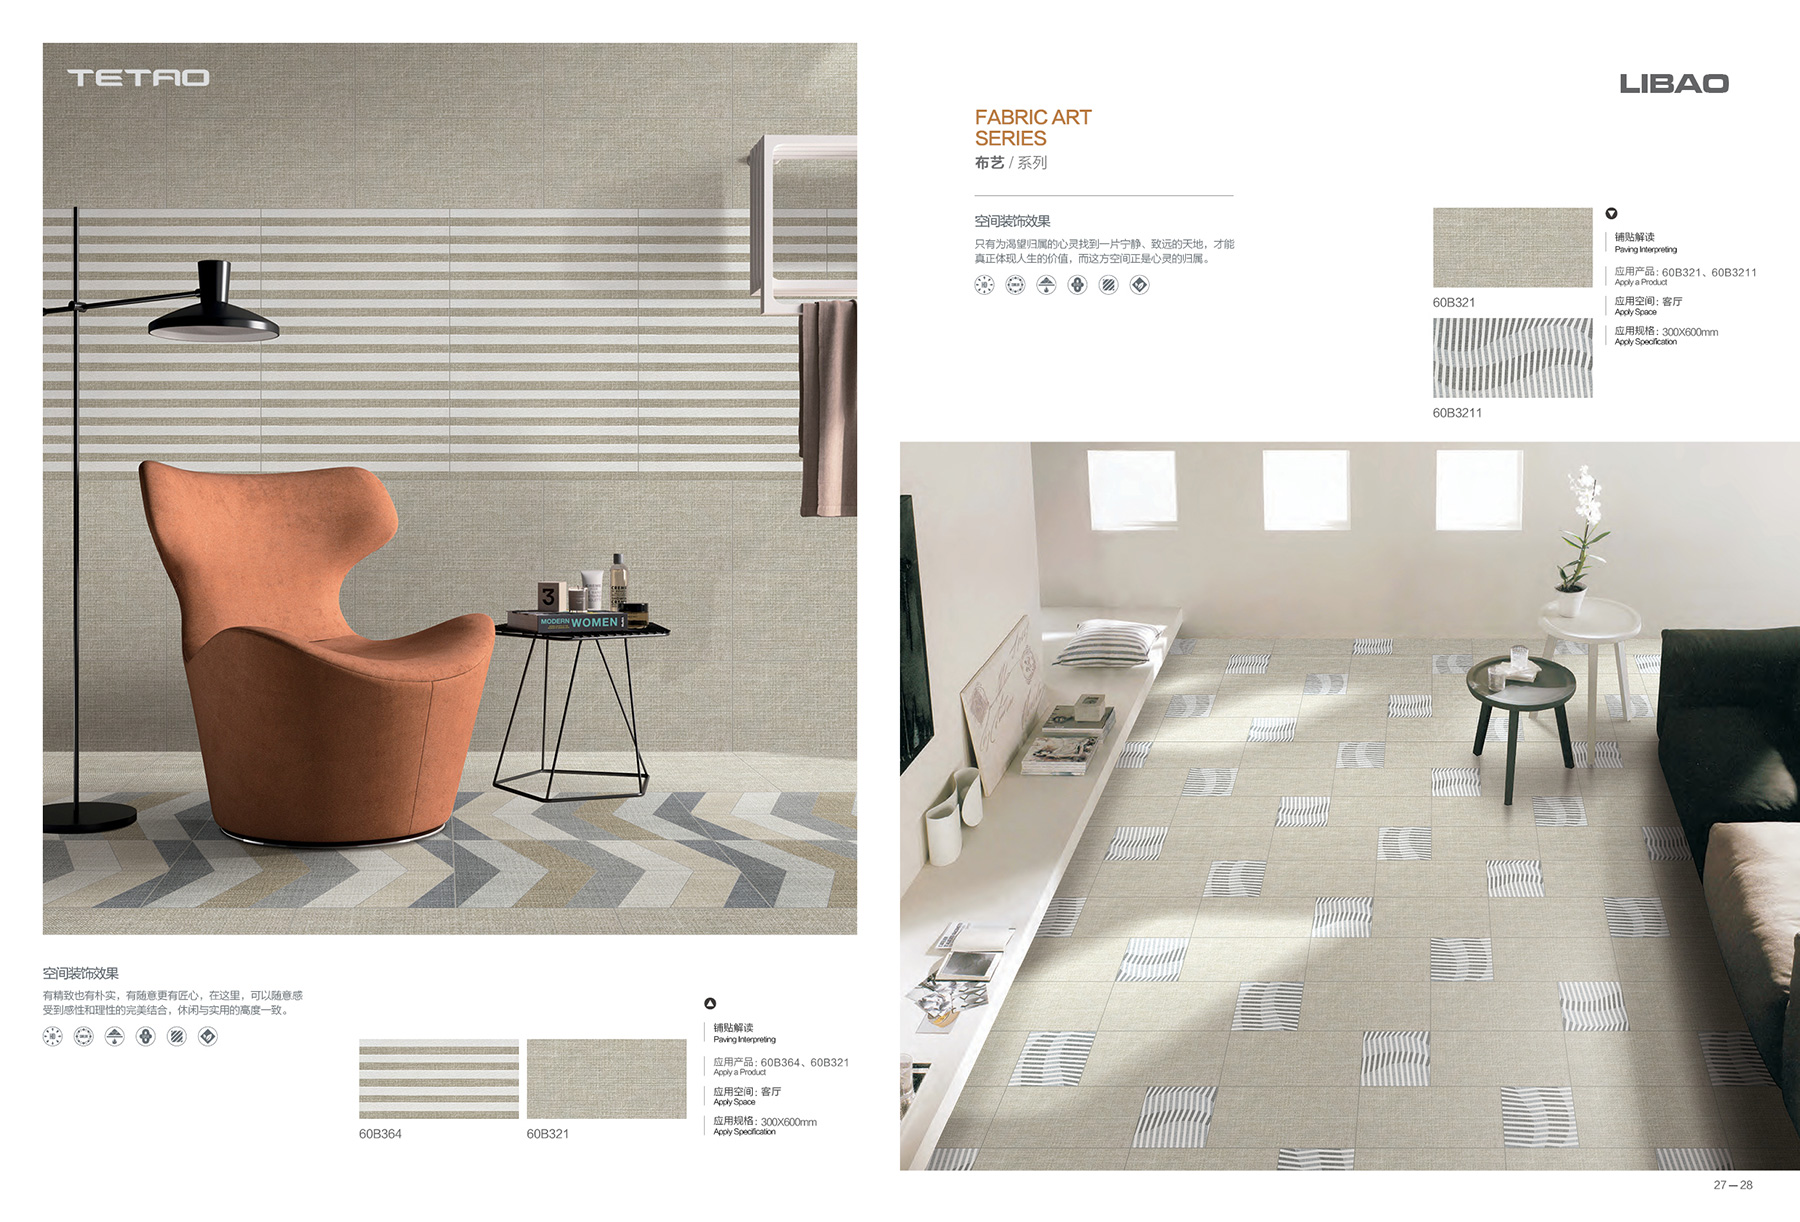 TETAO
3
MODERN WOMEN
空间装饰效果
有精致也有朴实，有随意更有匠心，在这里，可以随意感
受到感性和理性的完美结合，休闲与实用的高度一致。
60B364
60B321
铺贴解读
Paving Interpreting
应用产品：60B364、60B321
Apply a Product
应用空间：客厅
Apply Space
应用规格：300X600mm
Apply Specification
LIBAO
FABRIC ART
SERIES
布艺 / 系列
空间装饰效果
只有为渴望归属的心灵找到一片宁静、致远的天地，才能
真正体现人生的价值，而这方空间正是心灵的归属。
60B321
60B3211
铺贴解读
Paving Interpreting
应用产品：60B321、60B3211
Apply a Product
应用空间：客厅
Apply Space
应用规格：300X600mm
Apply Specification
27—28